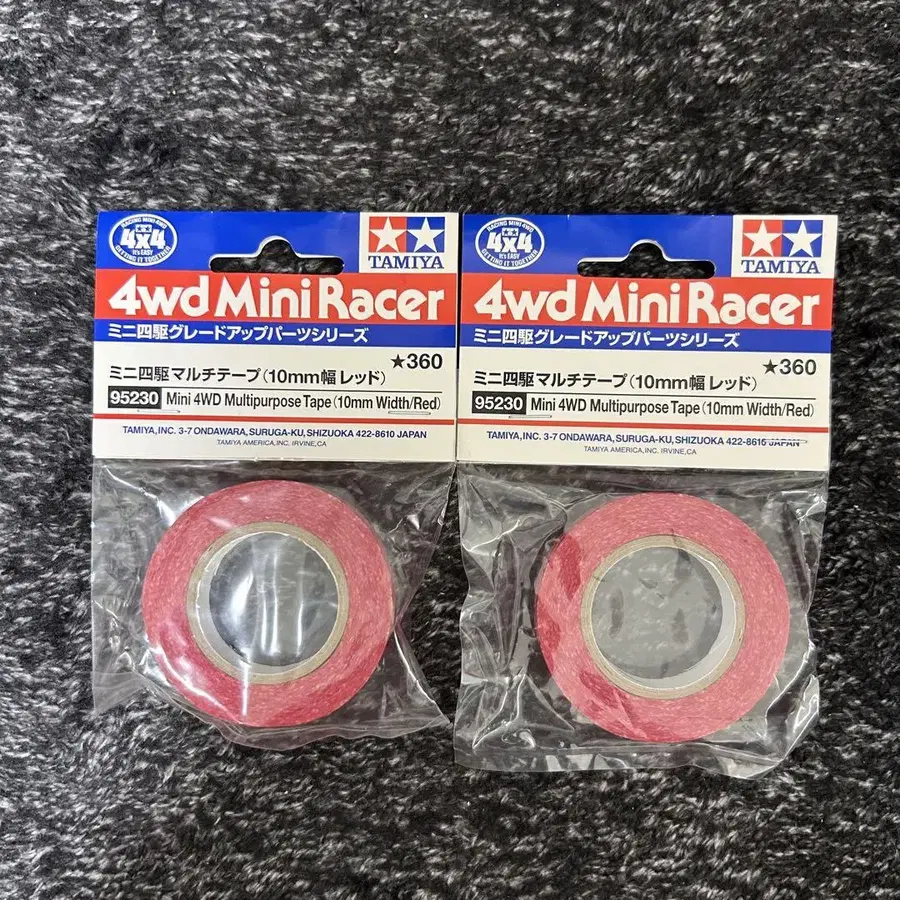 RACING MINI 4WD
4x4
It's EASY
GETTING IT TOGETHER
TAMIYA
4wd Mini Racer
ミニ四駆グレードアップパーツシリーズ
★360
ミニ四駆マルチテープ(10mm幅 レッド)
95230 Mini 4WD Multipurpose Tape (10mm Width/Red)
TAMIYA, INC. 3-7 ONDAWARA, SURUGA-KU, SHIZUOKA 422-8610 JAPAN
TAMIYA AMERICA, INC. IRVINE, CA
RACING MINI 4WD
4x4
It's EASY
GETTING IT TOGETHER
TAMIYA
4wd Mini Racer
ミニ四駆グレードアップパーツシリーズ
★360
ミニ四駆マルチテープ(10mm幅 レッド)
95230 Mini 4WD Multipurpose Tape (10mm Width/Red)
TAMIYA, INC. 3-7 ONDAWARA, SURUGA-KU, SHIZUOKA 422-8610 JAPAN
TAMIYA AMERICA, INC. IRVINE, CA